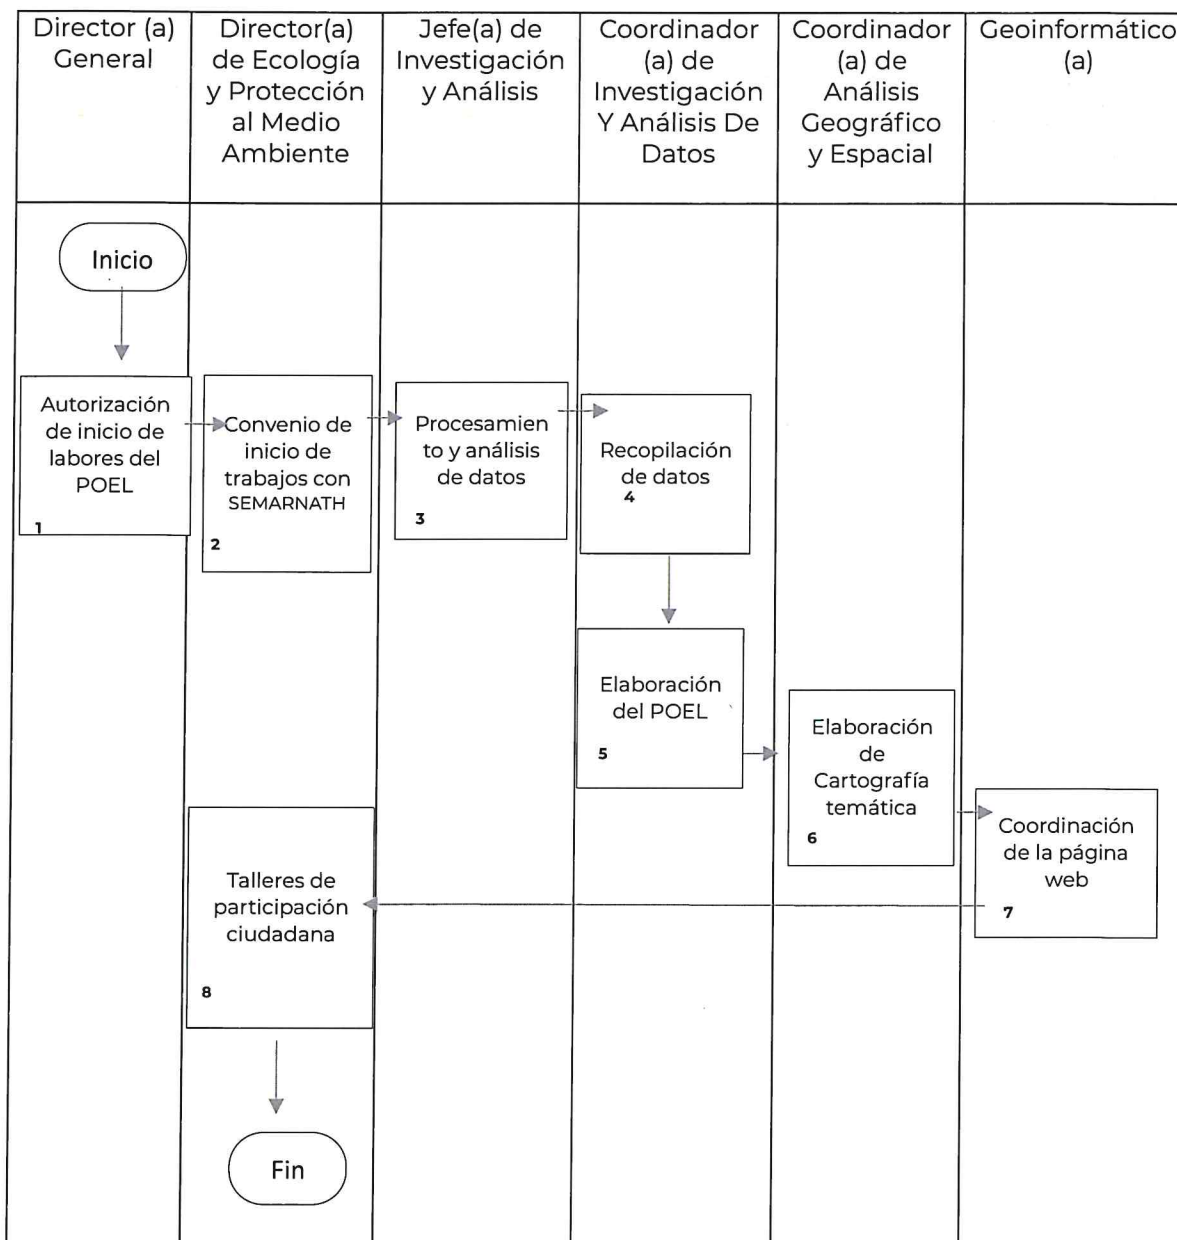 Director (a)
General
Director(a)
de Ecología
y Protección
al Medio
Ambiente
Jefe(a) de
Investigación
y Análisis
Coordinador
(a) de
Investigación
Y Análisis De
Datos
Coordinador
(a) de
Análisis
Geográfico
y Espacial
Geoinformático
(a)
Inicio
Autorización
de inicio de
labores del
POEL
1
Convenio de
inicio de
trabajos con
SEMARNATH
2
Procesamien
to y análisis
de datos
3
Recopilación
de datos
4
Elaboración
del POEL
5
Elaboración
de
Cartografía
temática
6
Coordinación
de la página
web
7
Talleres de
participación
ciudadana
8
Fin